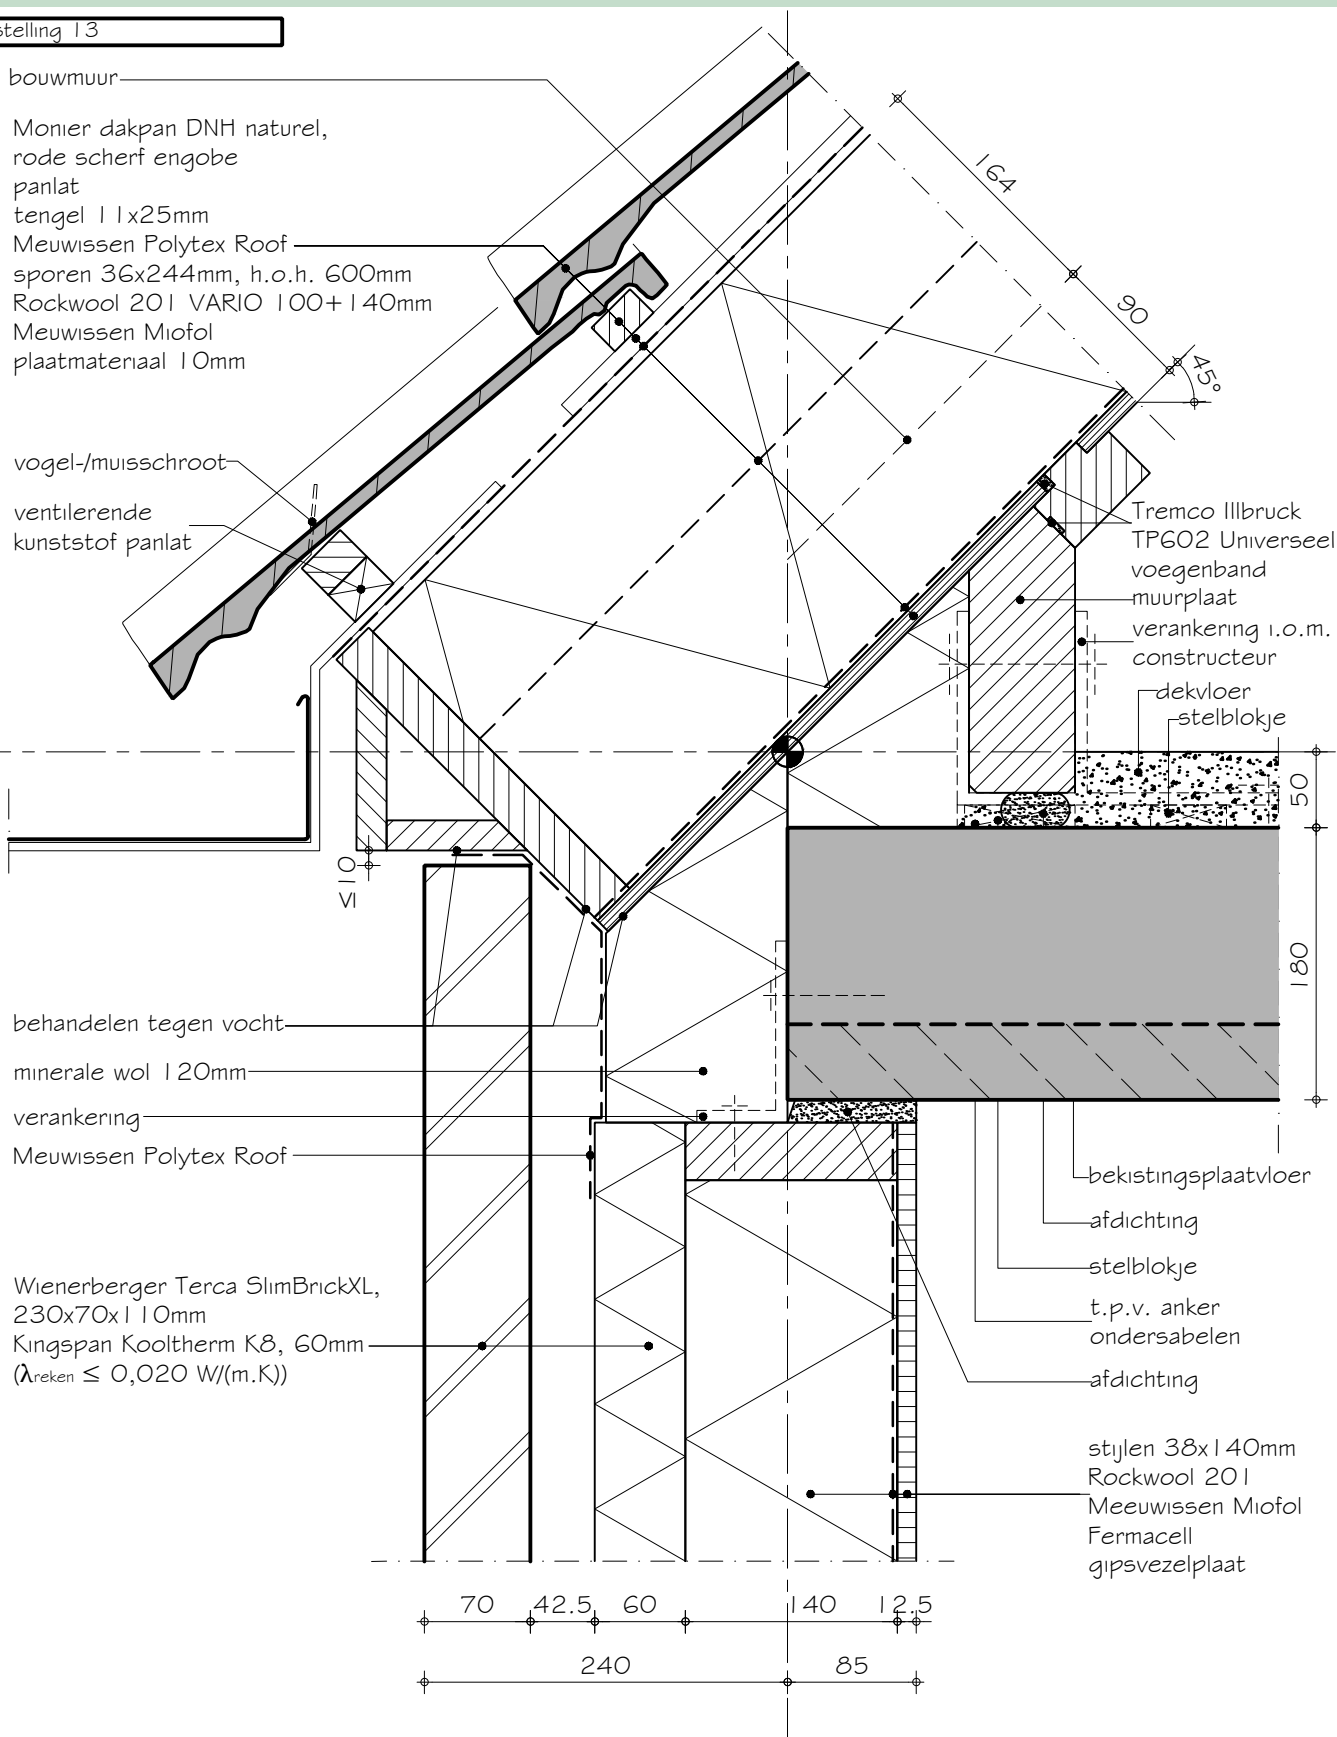 stelling 13
bouwmuur
Monier dakpan DNH naturel,
rode scherf engobe
panlat
tengel 11x25mm
Meuwissen Polytex Roof
sporen 36x244mm, h.o.h. 600mm
Rockwool 201 VARIO 100+140mm
Meuwissen Miofol
plaatmateriaal 10mm
vogel-/muisschroot
ventilerende
kunststof panlat
164
90
45°
Tremco Illbruck
TP602 Universeel
voegenband
muurplaat
verankering i.o.m.
constructeur
dekvloer
stelblokje
50
180
≤10
behandelen tegen vocht
minerale wol 120mm
verankering
Meuwissen Polytex Roof
Wienerberger Terca SlimBrickXL,
230x70x110mm
Kingspan Kooltherm K8, 60mm
(λreken ≤ 0,020 W/(m.K))
bekistingsplaatvloer
afdichting
stelblokje
t.p.v. anker
ondersabelen
afdichting
stijlen 38x140mm
Rockwool 201
Meeuwissen Miofol
Fermacell
gipsvezelplaat
70 42.5 60 140 12.5
240 85